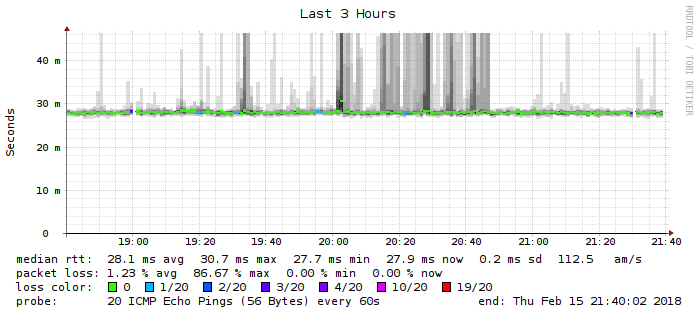 Last 3 Hours
RRDTOOL / TOBI OETIKER
Seconds
40 m
30 m
20 m
10 m
0
19:00 19:20 19:40 20:00 20:20 20:40 21:00 21:20 21:40
median rtt: 28.1 ms avg 30.7 ms max 27.7 ms min 27.9 ms now 0.2 ms sd 112.5 am/s
packet loss: 1.23 % avg 86.67 % max 0.00 % min 0.00 % now
loss color: 0 1/20 2/20 3/20 4/20 10/20 19/20
probe: 20 ICMP Echo Pings (56 Bytes) every 60s end: Thu Feb 15 21:40:02 2018